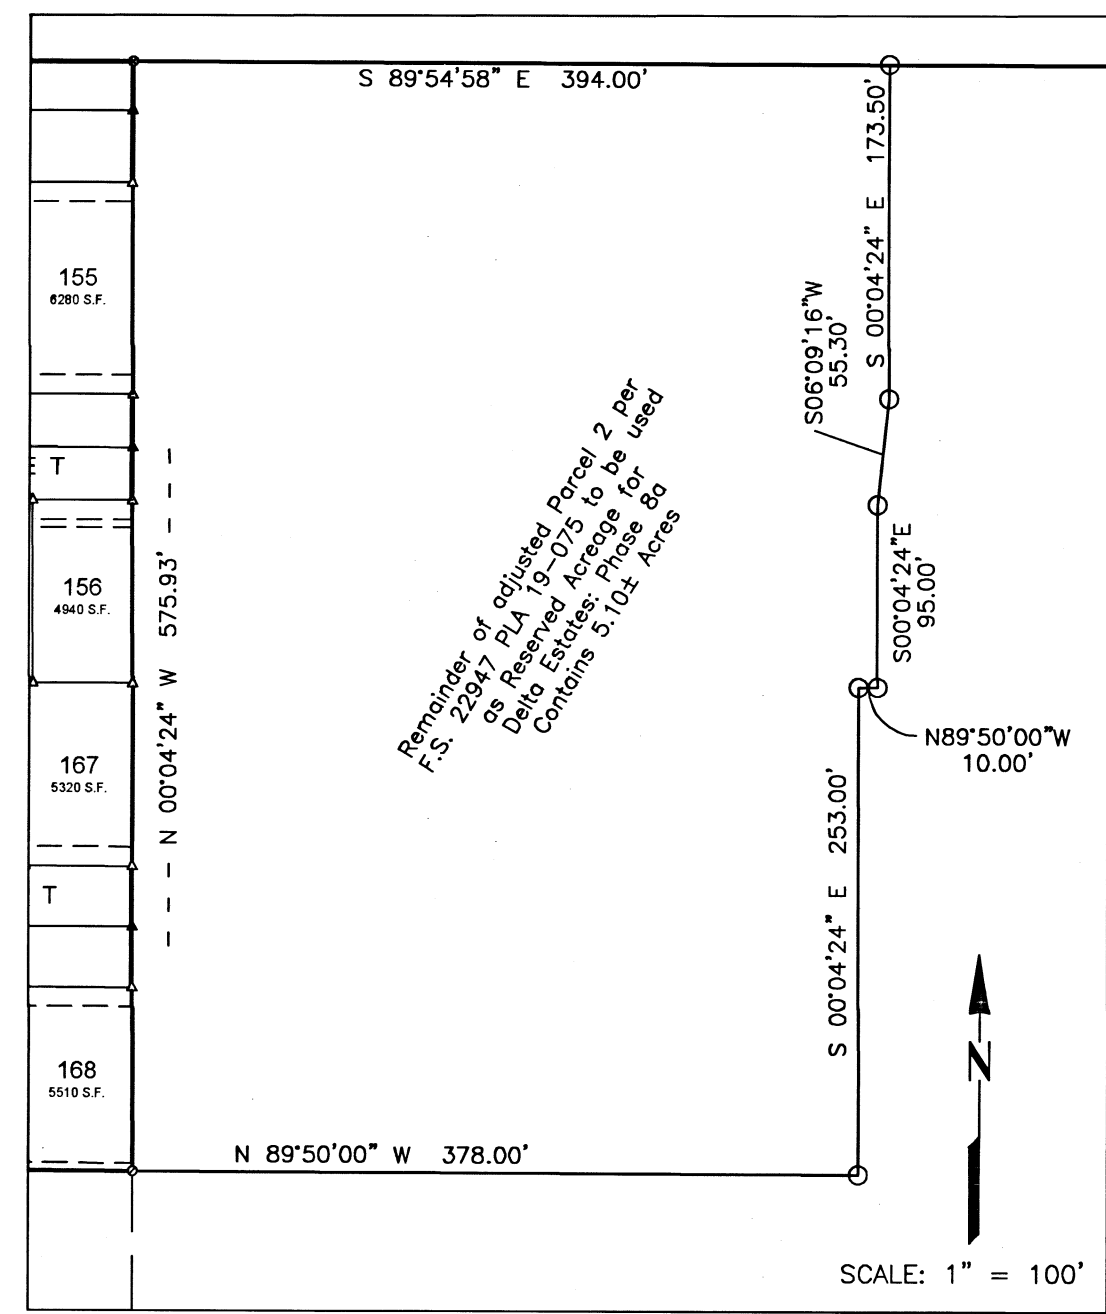 S 89°54'58" E 394.00'
S 00°04'24" E 173.50'
155
6280 S.F.
S06°09'16"W
55.30'
E T
Remainder of adjusted Parcel 2 per
F.S. 22947 PLA 19-075 to be used
as Reserved Acreage for
Delta Estates: Phase 8a
Contains 5.10± Acres
N 00°04'24" W 575.93'
156
4940 S.F.
S00°04'24"E
95.00'
N89°50'00"W
10.00'
167
5320 S.F.
S 00°04'24" E 253.00'
T
168
5510 S.F.
N
N 89°50'00" W 378.00'
SCALE: 1" = 100'